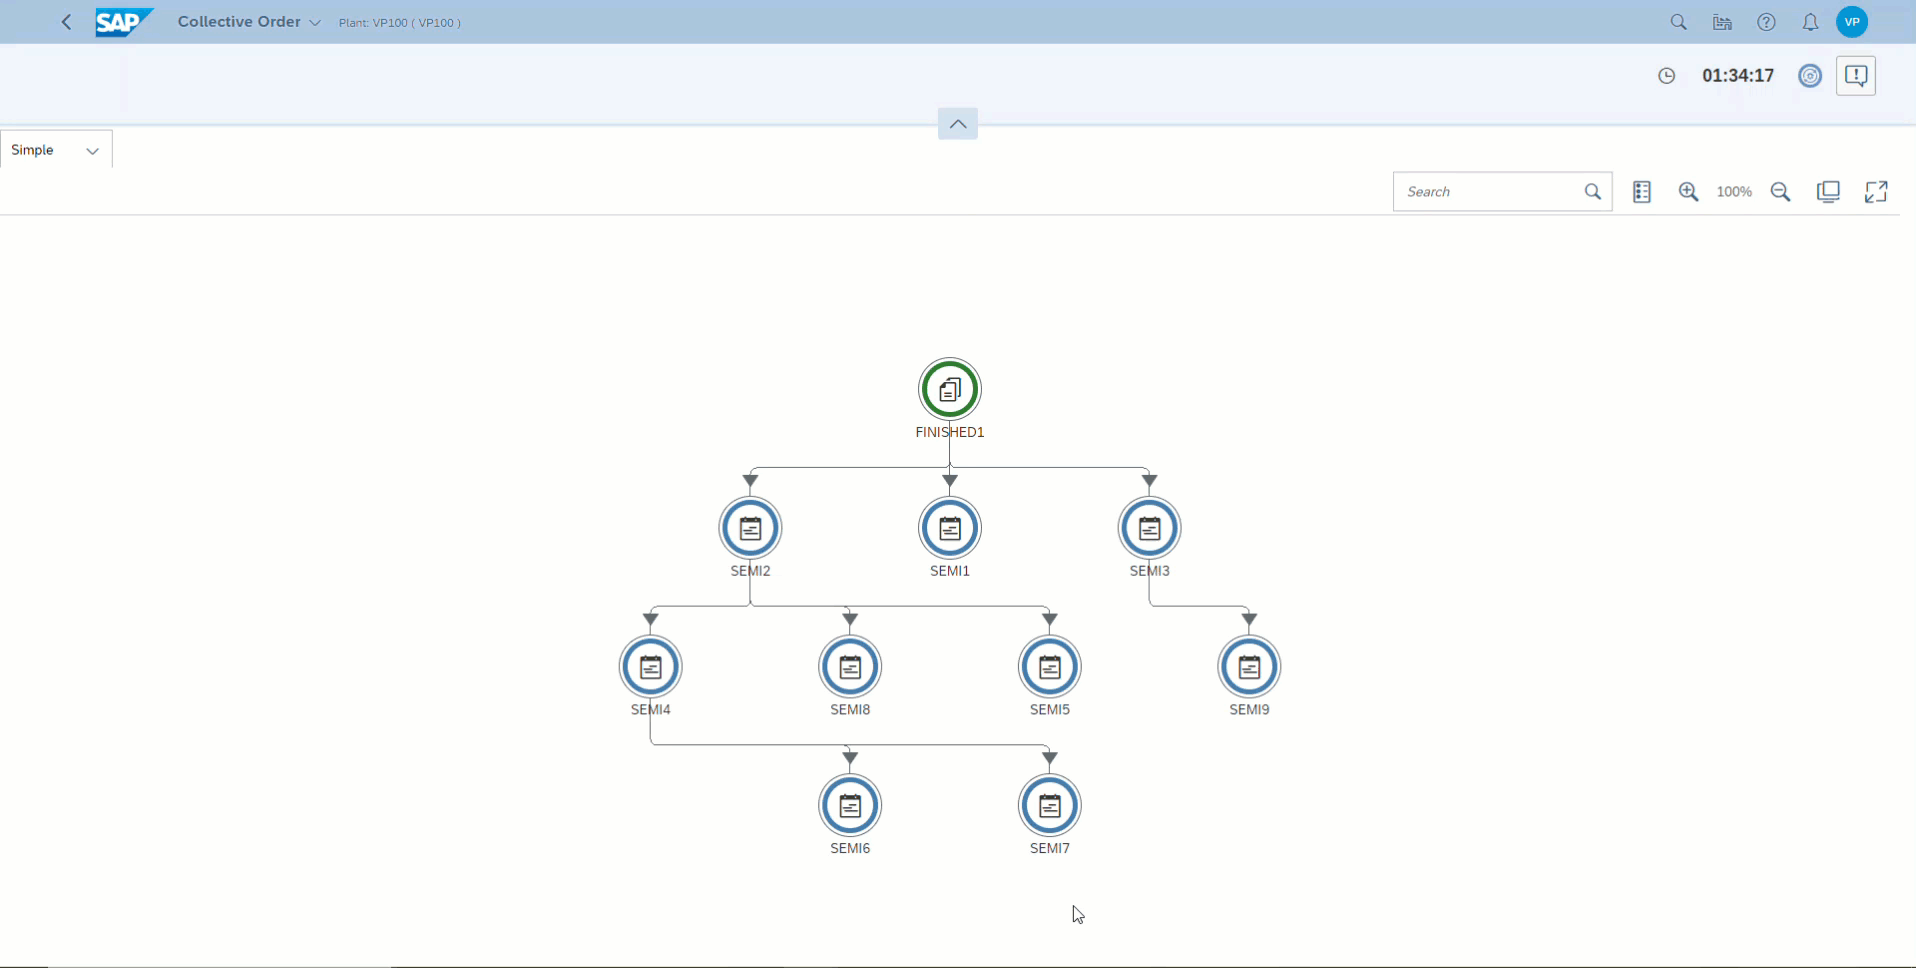 SAP Collective Order Plant: VP100 ( VP100 ) VP
01:34:17
Simple
Search 100%
FINISHED1
SEMI2 SEMI1 SEMI3
SEMI4 SEMI8 SEMI5 SEMI9
SEMI6 SEMI7